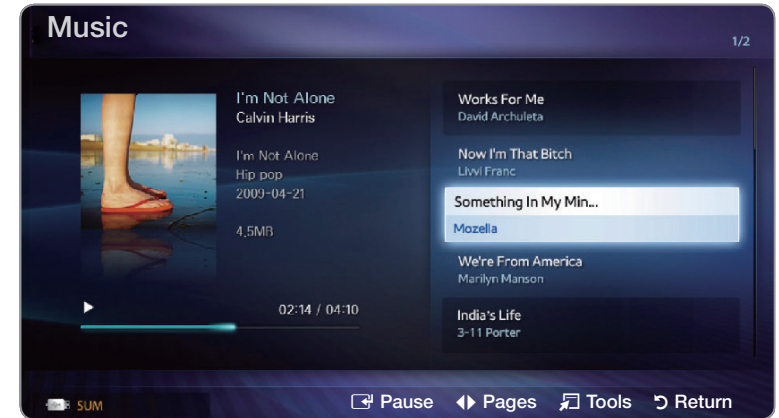 Music
1/2
I'm Not Alone
Calvin Harris
I'm Not Alone
Hip pop
2009-04-21
4,5MB
02:14 / 04:10
Works For Me
David Archuleta
Now I'm That Bitch
Livvi Franc
Something In My Min...
Mozella
We're From America
Marilyn Manson
India's Life
3-11 Porter
SUM
Pause Pages Tools Return